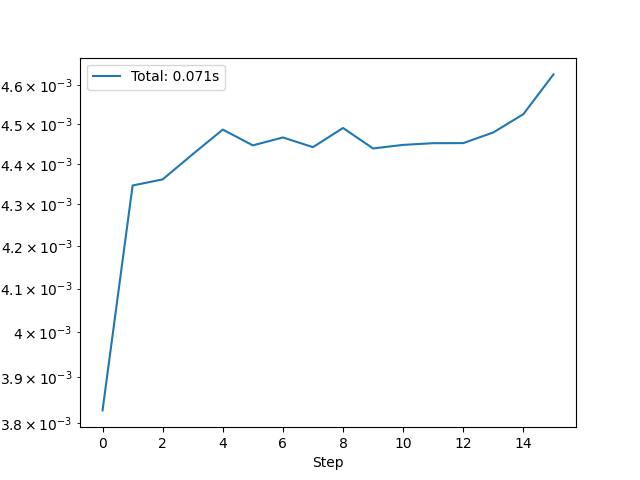 Total: 0.071s
4.6 × 10⁻³
4.5 × 10⁻³
4.4 × 10⁻³
4.3 × 10⁻³
4.2 × 10⁻³
4.1 × 10⁻³
4 × 10⁻³
3.9 × 10⁻³
3.8 × 10⁻³
0 2 4 6 8 10 12 14
Step